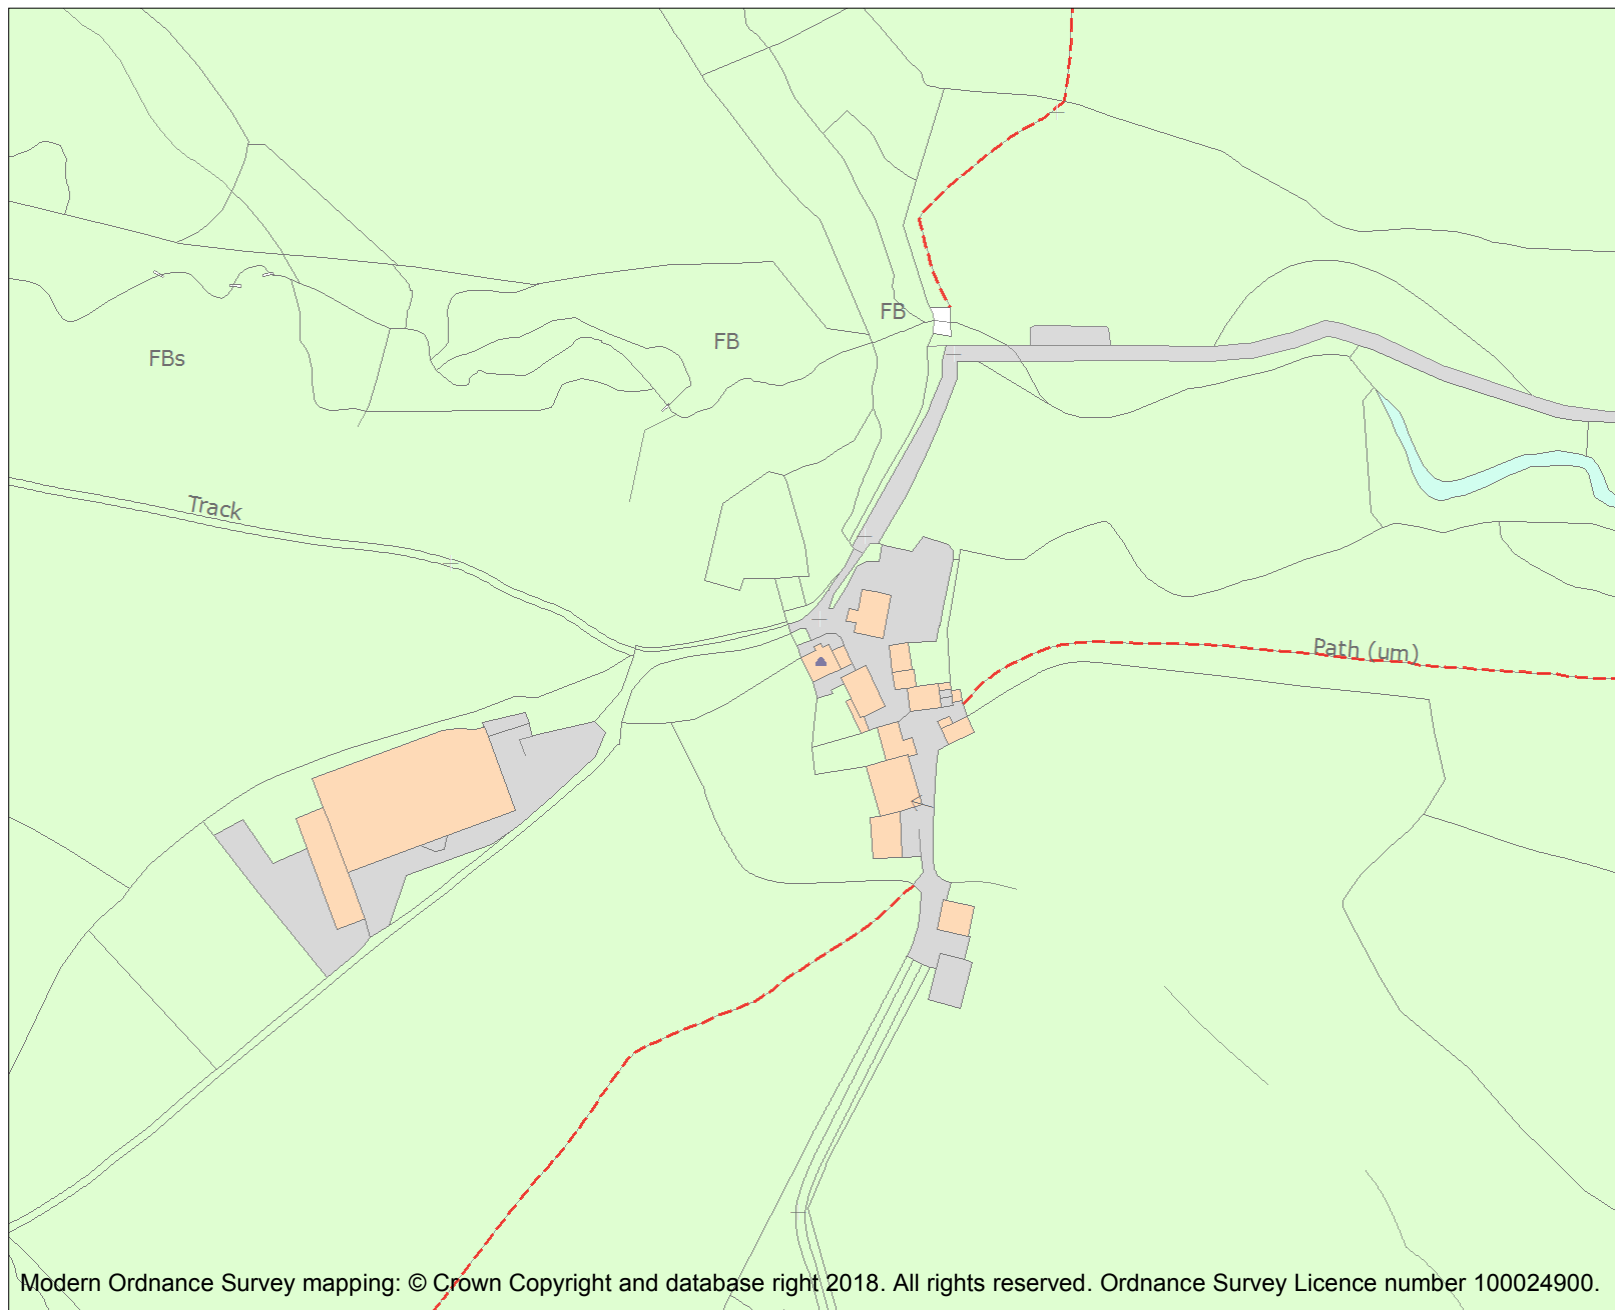 FB
FB
FBs
Track
Path (um)
Modern Ordnance Survey mapping: © Crown Copyright and database right 2018. All rights reserved. Ordnance Survey Licence number 100024900.